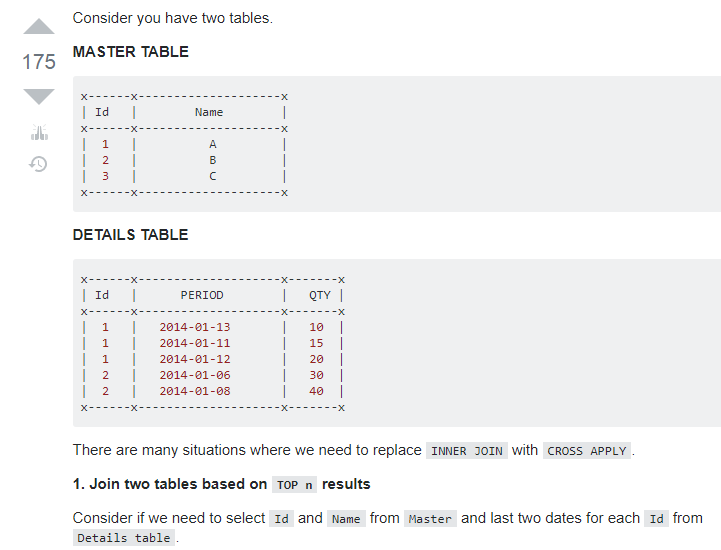 Consider you have two tables.
175
MASTER TABLE
x------x--------------------x
| Id   |        Name        |
x------x--------------------x
|  1   |          A         |
|  2   |          B         |
|  3   |          C         |
x------x--------------------x
DETAILS TABLE
x------x--------------------x-------x
| Id   |      PERIOD        |   QTY |
x------x--------------------x-------x
|  1   |   2014-01-13       |   10  |
|  1   |   2014-01-11       |   15  |
|  1   |   2014-01-12       |   20  |
|  2   |   2014-01-06       |   30  |
|  2   |   2014-01-08       |   40  |
x------x--------------------x-------x
There are many situations where we need to replace INNER JOIN with CROSS APPLY.
1. Join two tables based on TOP n results
Consider if we need to select Id and Name from Master and last two dates for each Id from
Details table.